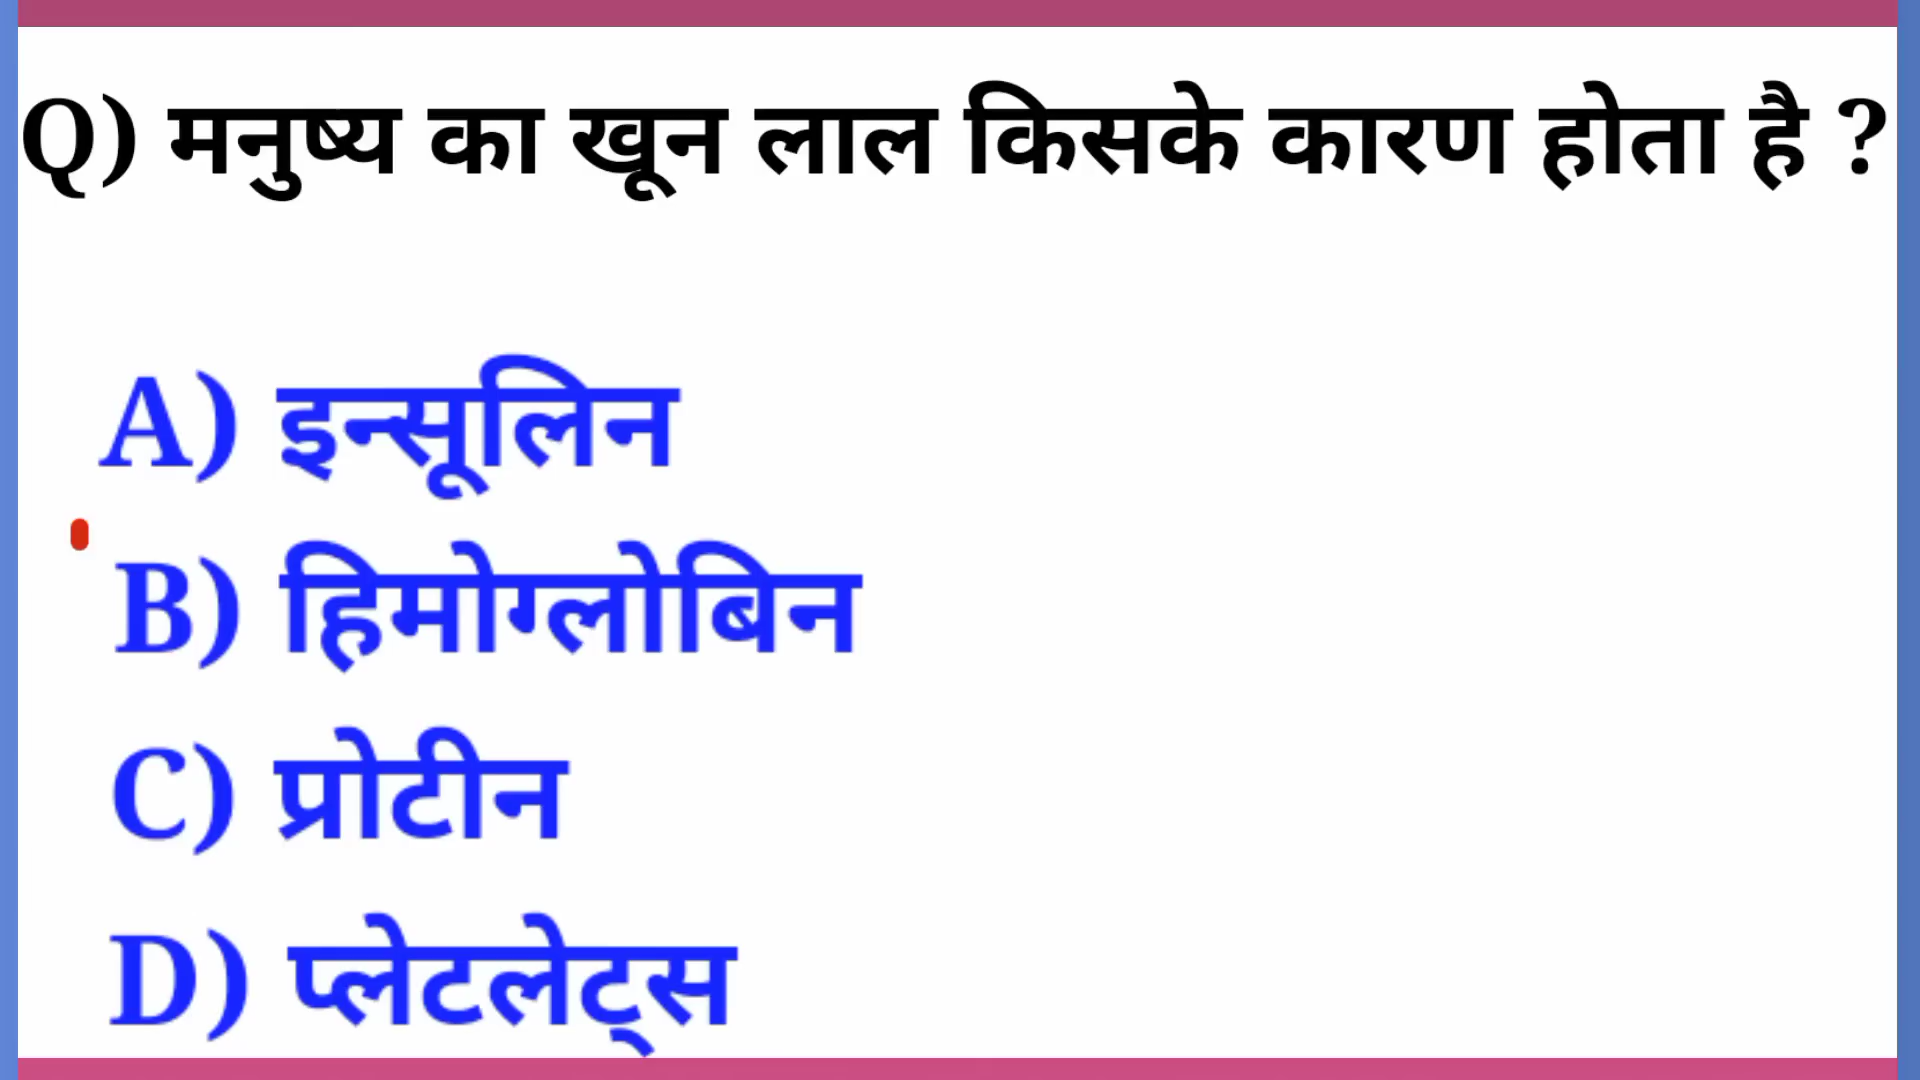 Q) मनुष्य का खून लाल किसके कारण होता है ?
A) इन्सूलिन
B) हिमोग्लोबिन
C) प्रोटीन
D) प्लेटलेट्स